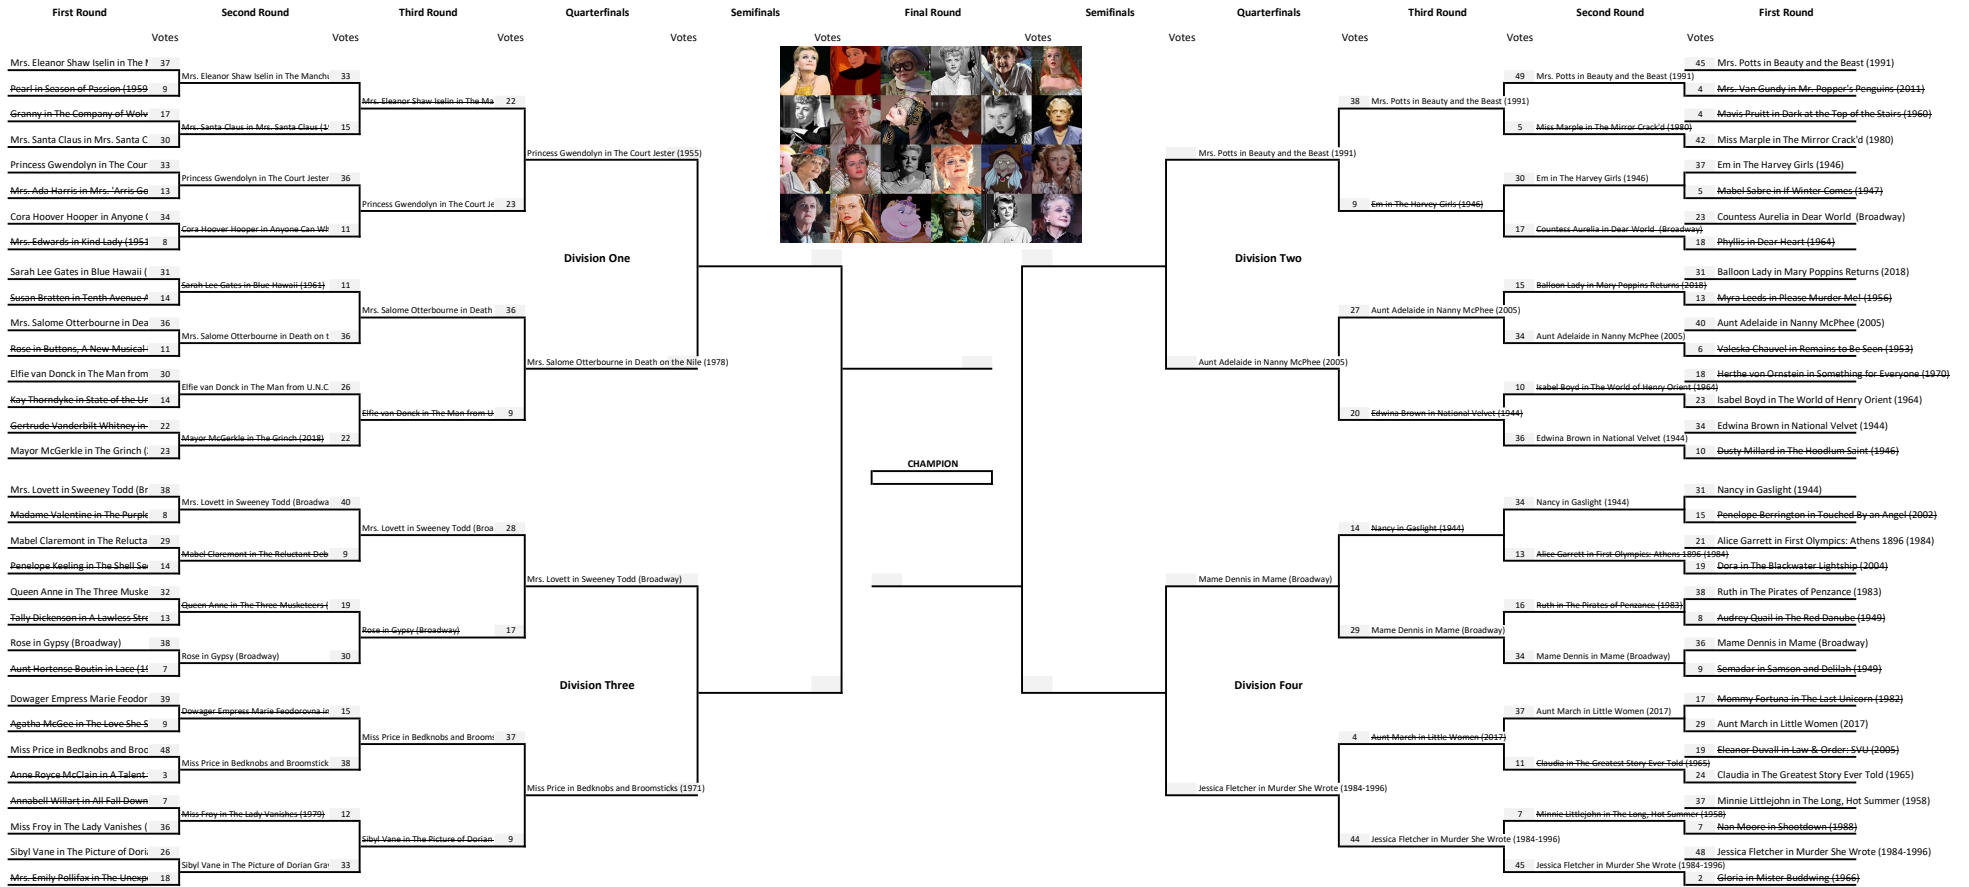 First Round Second Round Third Round Quarterfinals Semifinals Final Round Semifinals Quarterfinals Third Round Second Round First Round
Votes Votes Votes Votes Votes Votes Votes Votes Votes Votes
Mrs. Eleanor Shaw Iselin in The M 37
Pearl in Season of Passion (1959 9
Granny in The Company of Wolv 17
Mrs. Santa Claus in Mrs. Santa C 30
Princess Gwendolyn in The Cour 33
Mrs. Ada Harris in Mrs. 'Arris Go 13
Cora Hoover Hooper in Anyone C 34
Mrs. Edwards in Kind Lady (1951 8
Sarah Lee Gates in Blue Hawaii ( 31
Susan Bratten in Tenth Avenue A 14
Mrs. Salome Otterbourne in Dea 36
Rose in Buttons, A New Musical 11
Elfie van Donck in The Man from 30
Kay Thorndyke in State of the Un 14
Gertrude Vanderbilt Whitney in 22
Mayor McGerkle in The Grinch (2 23
Mrs. Lovett in Sweeney Todd (Br 38
Madame Valentine in The Purple 8
Mabel Claremont in The Relucta 29
Penelope Keeling in The Shell See 14
Queen Anne in The Three Muske 32
Tally Dickenson in A Lawless Stre 13
Rose in Gypsy (Broadway) 38
Aunt Hortense Boutin in Lace (19 7
Dowager Empress Marie Feodor 39
Agatha McGee in The Love She S 9
Miss Price in Bedknobs and Broo 48
Anne Royce McClain in A Talent 3
Annabell Willart in All Fall Down 7
Miss Froy in The Lady Vanishes ( 36
Sibyl Vane in The Picture of Doria 26
Mrs. Emily Pollifax in The Unexp 18
Mrs. Eleanor Shaw Iselin in The Manchu 33
Mrs. Santa Claus in Mrs. Santa Claus (1 15
Princess Gwendolyn in The Court Jester 36
Cora Hoover Hooper in Anyone Can Wh 11
Sarah Lee Gates in Blue Hawaii (1961) 11
Mrs. Salome Otterbourne in Death on t 36
Elfie van Donck in The Man from U.N.C. 26
Mayor McGerkle in The Grinch (2018) 22
Mrs. Lovett in Sweeney Todd (Broadwa 40
Mabel Claremont in The Reluctant Deb 9
Queen Anne in The Three Musketeers ( 19
Rose in Gypsy (Broadway) 30
Dowager Empress Marie Feodorovna in 15
Miss Price in Bedknobs and Broomstick 38
Miss Froy in The Lady Vanishes (1979) 12
Sibyl Vane in The Picture of Dorian Gra 33
Mrs. Eleanor Shaw Iselin in The Ma 22
Princess Gwendolyn in The Court Je 23
Mrs. Salome Otterbourne in Death 36
Elfie van Donck in The Man from U 9
Mrs. Lovett in Sweeney Todd (Broa 28
Rose in Gypsy (Broadway) 17
Miss Price in Bedknobs and Brooms 37
Sibyl Vane in The Picture of Dorian 9
Princess Gwendolyn in The Court Jester (1955)
Division One
Mrs. Salome Otterbourne in Death on the Nile (1978)
Mrs. Lovett in Sweeney Todd (Broadway)
Division Three
Miss Price in Bedknobs and Broomsticks (1971)
CHAMPION
Mrs. Potts in Beauty and the Beast (1991)
Division Two
Aunt Adelaide in Nanny McPhee (2005)
Mame Dennis in Mame (Broadway)
Division Four
Jessica Fletcher in Murder She Wrote (1984-1996)
38 Mrs. Potts in Beauty and the Beast (1991)
9 Em in The Harvey Girls (1946)
27 Aunt Adelaide in Nanny McPhee (2005)
20 Edwina Brown in National Velvet (1944)
14 Nancy in Gaslight (1944)
29 Mame Dennis in Mame (Broadway)
4 Aunt March in Little Women (2017)
44 Jessica Fletcher in Murder She Wrote (1984-1996)
49 Mrs. Potts in Beauty and the Beast (1991)
5 Miss Marple in The Mirror Crack'd (1980)
30 Em in The Harvey Girls (1946)
17 Countess Aurelia in Dear World (Broadway)
15 Balloon Lady in Mary Poppins Returns (2018)
34 Aunt Adelaide in Nanny McPhee (2005)
10 Isabel Boyd in The World of Henry Orient (1964)
36 Edwina Brown in National Velvet (1944)
34 Nancy in Gaslight (1944)
13 Alice Garrett in First Olympics: Athens 1896 (1984)
16 Ruth in The Pirates of Penzance (1983)
34 Mame Dennis in Mame (Broadway)
37 Aunt March in Little Women (2017)
11 Claudia in The Greatest Story Ever Told (1965)
7 Minnie Littlejohn in The Long, Hot Summer (1958)
45 Jessica Fletcher in Murder She Wrote (1984-1996)
45 Mrs. Potts in Beauty and the Beast (1991)
4 Mrs. Van Gundy in Mr. Popper's Penguins (2011)
4 Mavis Pruitt in Dark at the Top of the Stairs (1960)
42 Miss Marple in The Mirror Crack'd (1980)
37 Em in The Harvey Girls (1946)
5 Mabel Sabre in If Winter Comes (1947)
23 Countess Aurelia in Dear World (Broadway)
18 Phyllis in Dear Heart (1964)
31 Balloon Lady in Mary Poppins Returns (2018)
13 Myra Leeds in Please Murder Me! (1956)
40 Aunt Adelaide in Nanny McPhee (2005)
6 Valeska Chauvel in Remains to Be Seen (1953)
18 Herthe von Ornstein in Something for Everyone (1970)
23 Isabel Boyd in The World of Henry Orient (1964)
34 Edwina Brown in National Velvet (1944)
10 Dusty Millard in The Hoodlum Saint (1946)
31 Nancy in Gaslight (1944)
15 Penelope Berrington in Touched By an Angel (2002)
21 Alice Garrett in First Olympics: Athens 1896 (1984)
19 Dora in The Blackwater Lightship (2004)
38 Ruth in The Pirates of Penzance (1983)
8 Audrey Quail in The Red Danube (1949)
36 Mame Dennis in Mame (Broadway)
9 Semadar in Samson and Delilah (1949)
17 Mommy Fortuna in The Last Unicorn (1982)
29 Aunt March in Little Women (2017)
19 Eleanor Duvall in Law & Order: SVU (2005)
24 Claudia in The Greatest Story Ever Told (1965)
37 Minnie Littlejohn in The Long, Hot Summer (1958)
7 Nan Moore in Shootdown (1988)
48 Jessica Fletcher in Murder She Wrote (1984-1996)
2 Gloria in Mister Buddwing (1966)